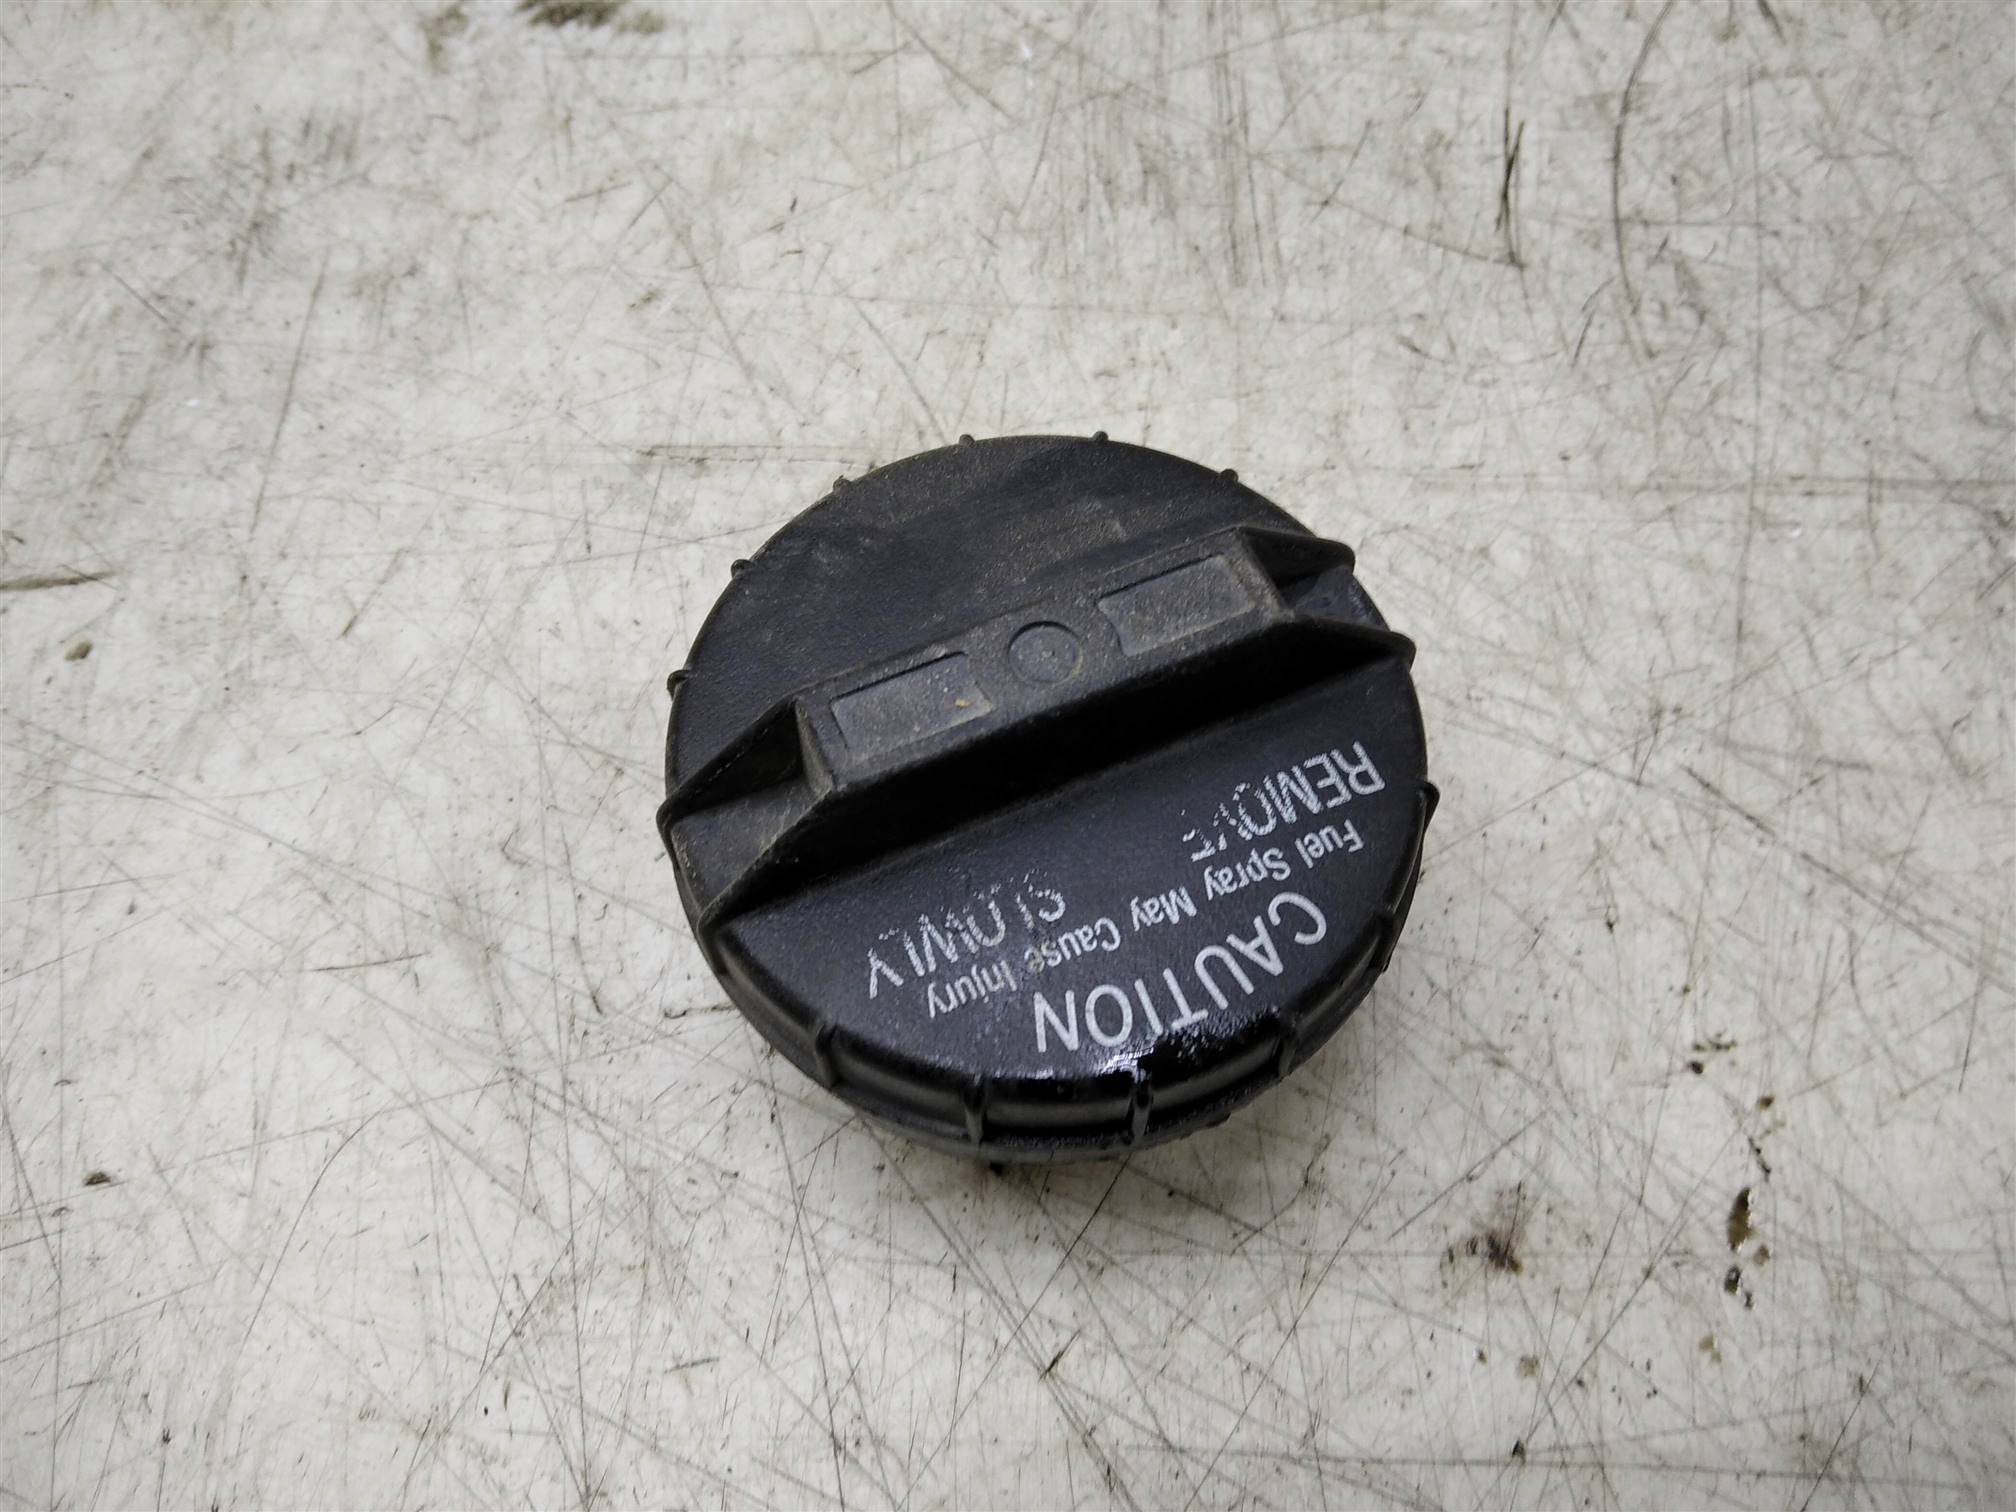 CAUTION
Fuel Spray May Cause Injury
REMOVE SLOWLY